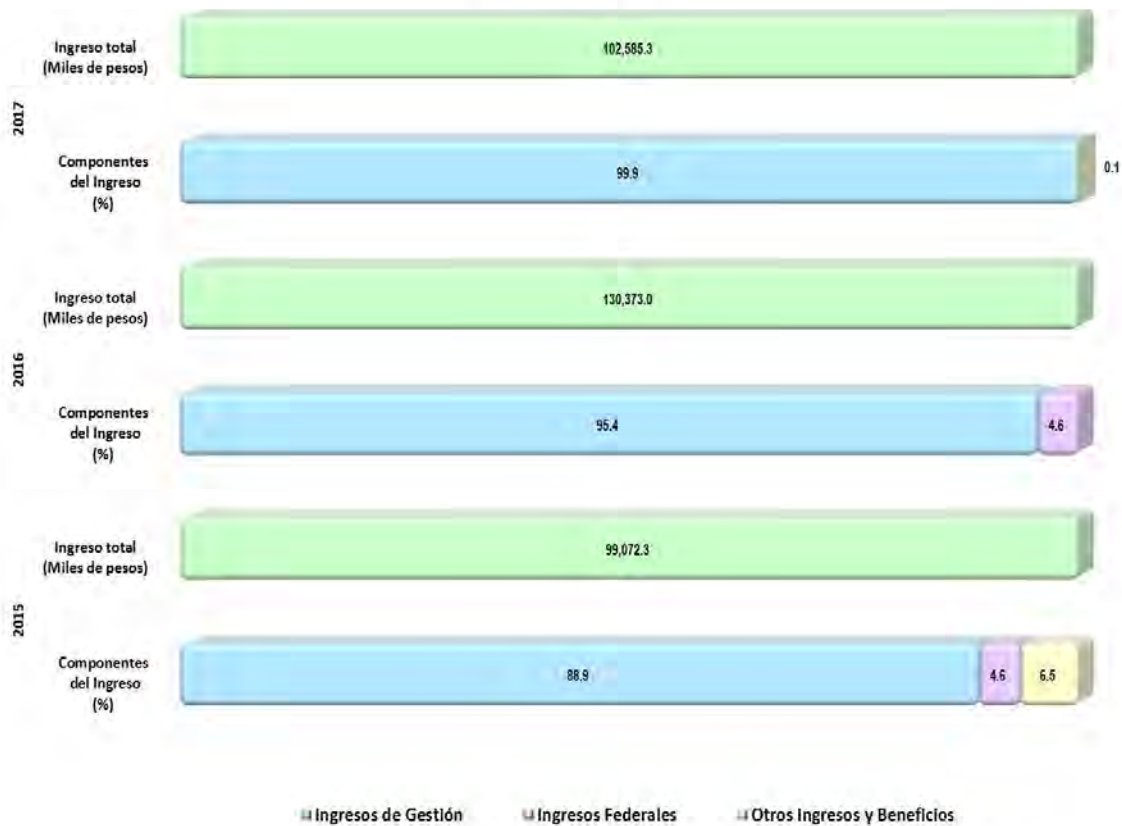 2017
Ingreso total
(Miles de pesos)
102,585.3
Componentes
del Ingreso
(%)
99.9
0.1
2016
Ingreso total
(Miles de pesos)
130,373.0
Componentes
del Ingreso
(%)
95.4
4.6
2015
Ingreso total
(Miles de pesos)
99,072.3
Componentes
del Ingreso
(%)
88.9
4.6
6.5
Ingresos de Gestión
Ingresos Federales
Otros Ingresos y Beneficios